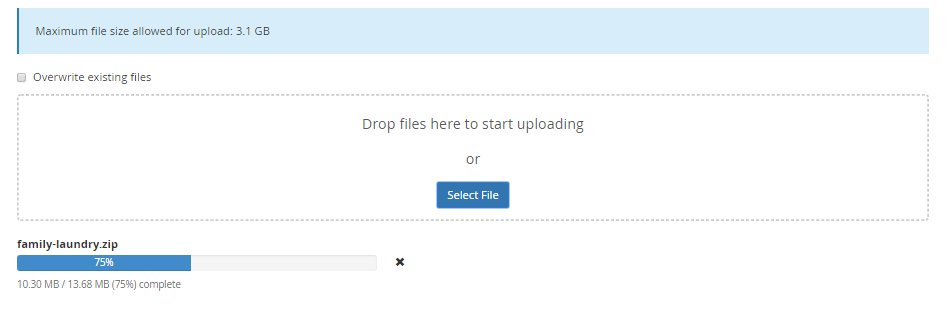 Maximum file size allowed for upload: 3.1 GB
Overwrite existing files
Drop files here to start uploading
or
Select File
family-laundry.zip
75%
10.30 MB / 13.68 MB (75%) complete